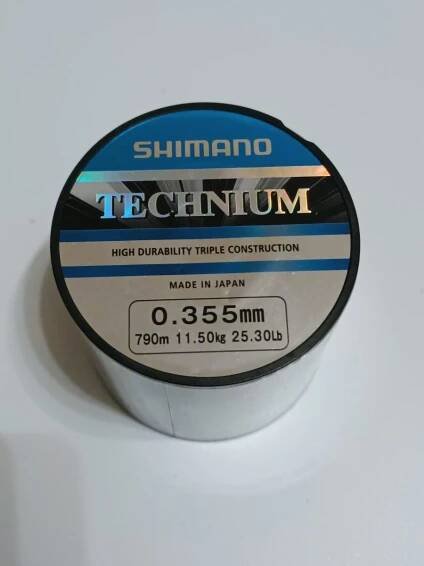 SHIMANO
TECHNIUM
HIGH DURABILITY TRIPLE CONSTRUCTION
MADE IN JAPAN
0.355mm
790m 11.50kg 25.30Lb